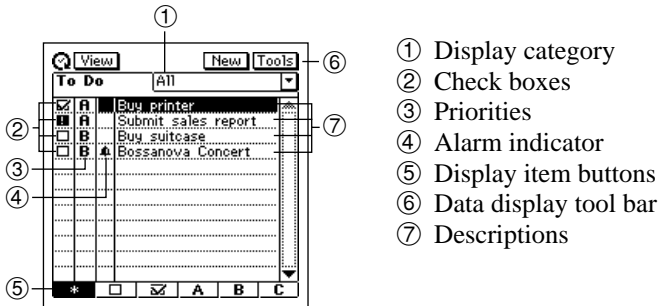 ①
View New Tools ⑥
To Do All
A Buy printer
A Submit sales report
② B Buy suitcase ⑦
B Bossanova Concert
③
④
⑤ * A B C
① Display category
② Check boxes
③ Priorities
④ Alarm indicator
⑤ Display item buttons
⑥ Data display tool bar
⑦ Descriptions